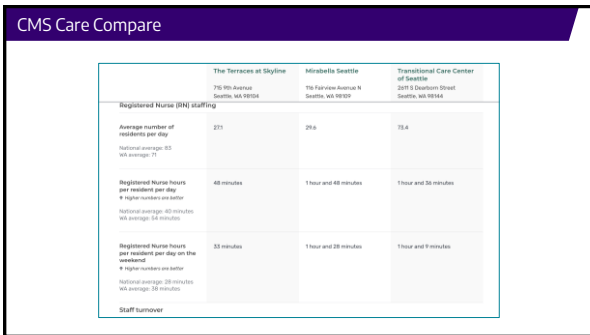 CMS Care Compare
The Terraces at Skyline
Mirabella Seattle
Transitional Care Center
of Seattle
715 9th Avenue
Seattle, WA 98104
116 Fairview Avenue N
Seattle, WA 98109
2611 S Dearborn Street
Seattle, WA 98144
Registered Nurse (RN) staffing
Average number of
residents per day
27.1
29.6
73.4
National average: 83
WA average: 71
Registered Nurse hours
per resident per day
48 minutes
1 hour and 48 minutes
1 hour and 36 minutes
↑ Higher numbers are better
National average: 40 minutes
WA average: 54 minutes
Registered Nurse hours
per resident per day on the
weekend
33 minutes
1 hour and 28 minutes
1 hour and 9 minutes
↑ Higher numbers are better
National average: 28 minutes
WA average: 38 minutes
Staff turnover